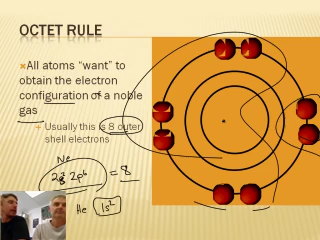 OCTET RULE
All atoms “want” to
obtain the electron
configuration of a noble
gas
Usually this is 8 outer
shell electrons
Ne
2s² 2p⁶ = 8
He 1s²